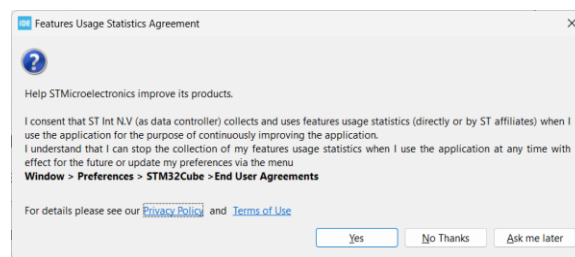 IDE Features Usage Statistics Agreement
Help STMicroelectronics improve its products.
I consent that ST Int N.V (as data controller) collects and uses features usage statistics (directly or by ST affiliates) when I
use the application for the purpose of continuously improving the application.
I understand that I can stop the collection of my features usage statistics when I use the application at any time with
effect for the future or update my preferences via the menu
Window > Preferences > STM32Cube >End User Agreements
For details please see our Privacy Policy and Terms of Use
Yes No Thanks Ask me later